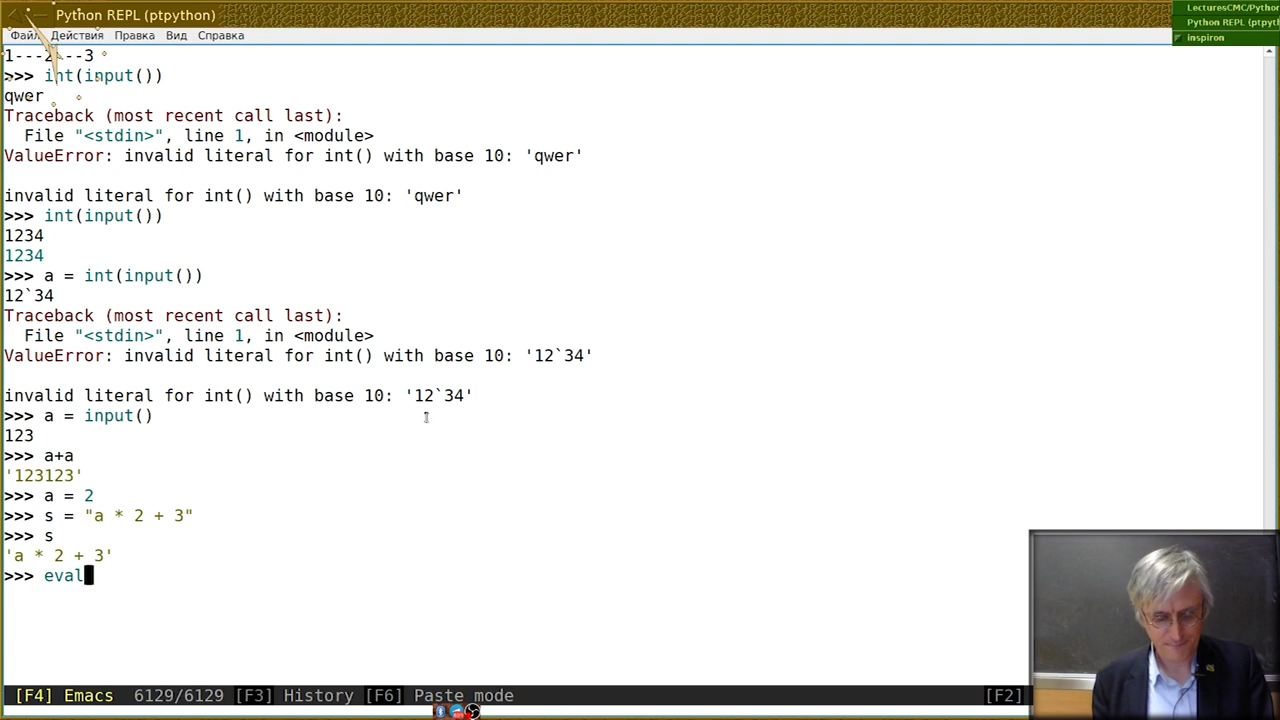 Python REPL (ptpython)
LecturesCMC/Python
Python REPL (ptpyth
inspiron
Файл Действия Правка Вид Справка
1---2---3
>>> int(input())
qwer
Traceback (most recent call last):
File "<stdin>", line 1, in <module>
ValueError: invalid literal for int() with base 10: 'qwer'
invalid literal for int() with base 10: 'qwer'
>>> int(input())
1234
1234
>>> a = int(input())
12`34
Traceback (most recent call last):
File "<stdin>", line 1, in <module>
ValueError: invalid literal for int() with base 10: '12`34'
invalid literal for int() with base 10: '12`34'
>>> a = input()
123
>>> a+a
'123123'
>>> a = 2
>>> s = "a * 2 + 3"
>>> s
'a * 2 + 3'
>>> eval
[F4] Emacs 6129/6129 [F3] History [F6] Paste mode [F2]